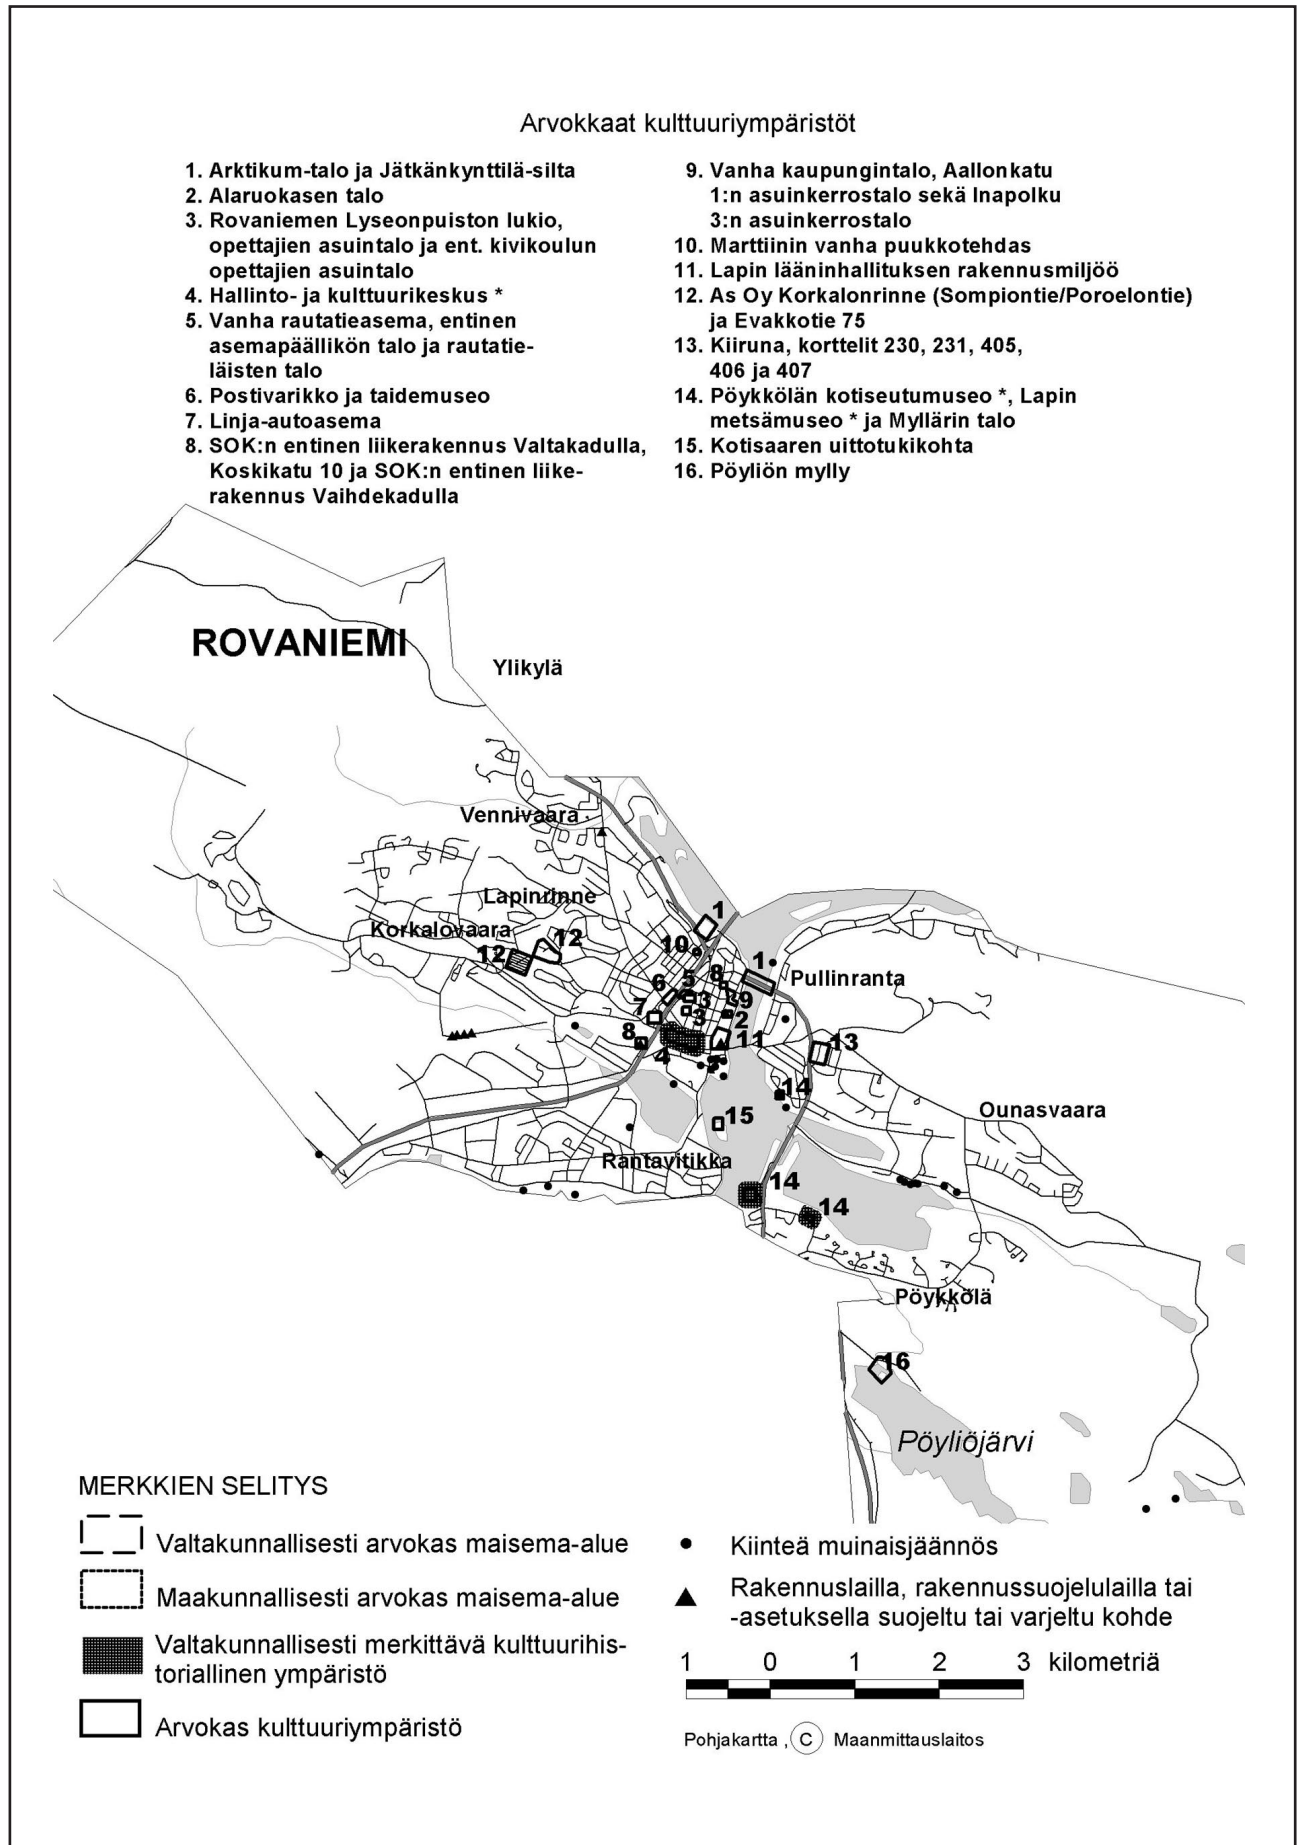 Arvokkaat kulttuuriympäristöt
1. Arktikum-talo ja Jätkänkynttilä-silta
2. Alaruokasen talo
3. Rovaniemen Lyseonpuiston lukio,
opettajien asuintalo ja ent. kivikoulun
opettajien asuintalo
4. Hallinto- ja kulttuurikeskus *
5. Vanha rautatieasema, entinen
asemapäällikön talo ja rautatie-
läisten talo
6. Postivarikko ja taidemuseo
7. Linja-autoasema
8. SOK:n entinen liikerakennus Valtakadulla,
Koskikatu 10 ja SOK:n entinen liike-
rakennus Vaihdekadulla
9. Vanha kaupungintalo, Aallonkatu
1:n asuinkerrostalo sekä Inapolku
3:n asuinkerrostalo
10. Marttiinin vanha puukkotehdas
11. Lapin lääninhallituksen rakennusmiljöö
12. As Oy Korkalonrinne (Sompiontie/Poroelontie)
ja Evakkotie 75
13. Kiiruna, korttelit 230, 231, 405,
406 ja 407
14. Pöykkölän kotiseutumuseo *, Lapin
metsämuseo * ja Myllärin talo
15. Kotisaaren uittotukikohta
16. Pöyliön mylly
ROVANIEMI
Ylikylä
Vennivaara
Lapinrinne
1
Korkalovaara
12
10
12
1
8
Pullinranta
5
6
3
9
7
3
2
8
11
13
4
14
Ounasvaara
15
Rantavitikka
14
14
Pöykkölä
16
Pöyliöjärvi
MERKKIEN SELITYS
Valtakunnallisesti arvokas maisema-alue
Maakunnallisesti arvokas maisema-alue
Valtakunnallisesti merkittävä kulttuurihis-
toriallinen ympäristö
Arvokas kulttuuriympäristö
Kiinteä muinaisjäännös
Rakennuslailla, rakennussuojelulailla tai
-asetuksella suojeltu tai varjeltu kohde
1 0 1 2 3 kilometriä
Pohjakartta , C Maanmittauslaitos